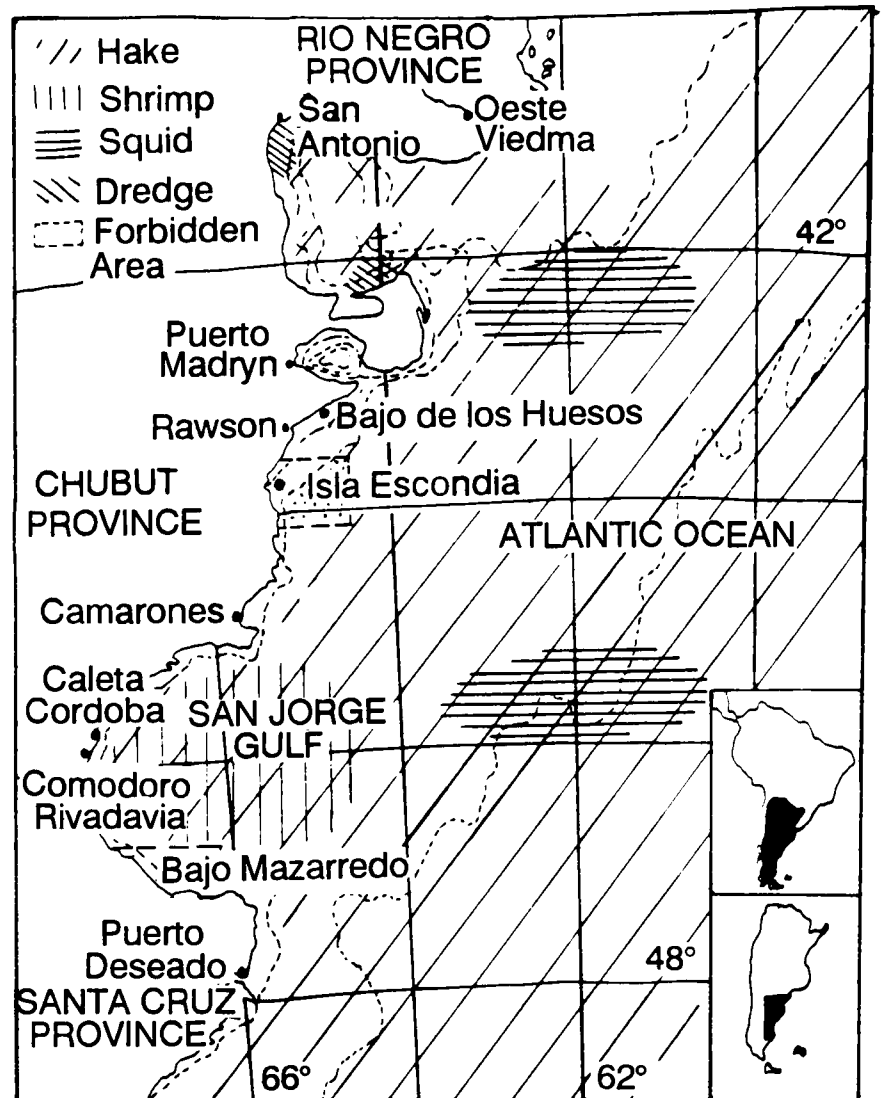 Hake
Shrimp
Squid
Dredge
Forbidden
Area
RIO NEGRO
PROVINCE
San
Antonio
Oeste
Viedma
42°
Puerto
Madryn
Rawson
Bajo de los Huesos
CHUBUT
PROVINCE
Isla Escondia
ATLANTIC OCEAN
Camarones
Caleta
Cordoba
SAN JORGE
GULF
Comodoro
Rivadavia
Bajo Mazarredo
Puerto
Deseado
48°
SANTA CRUZ
PROVINCE
66°
62°